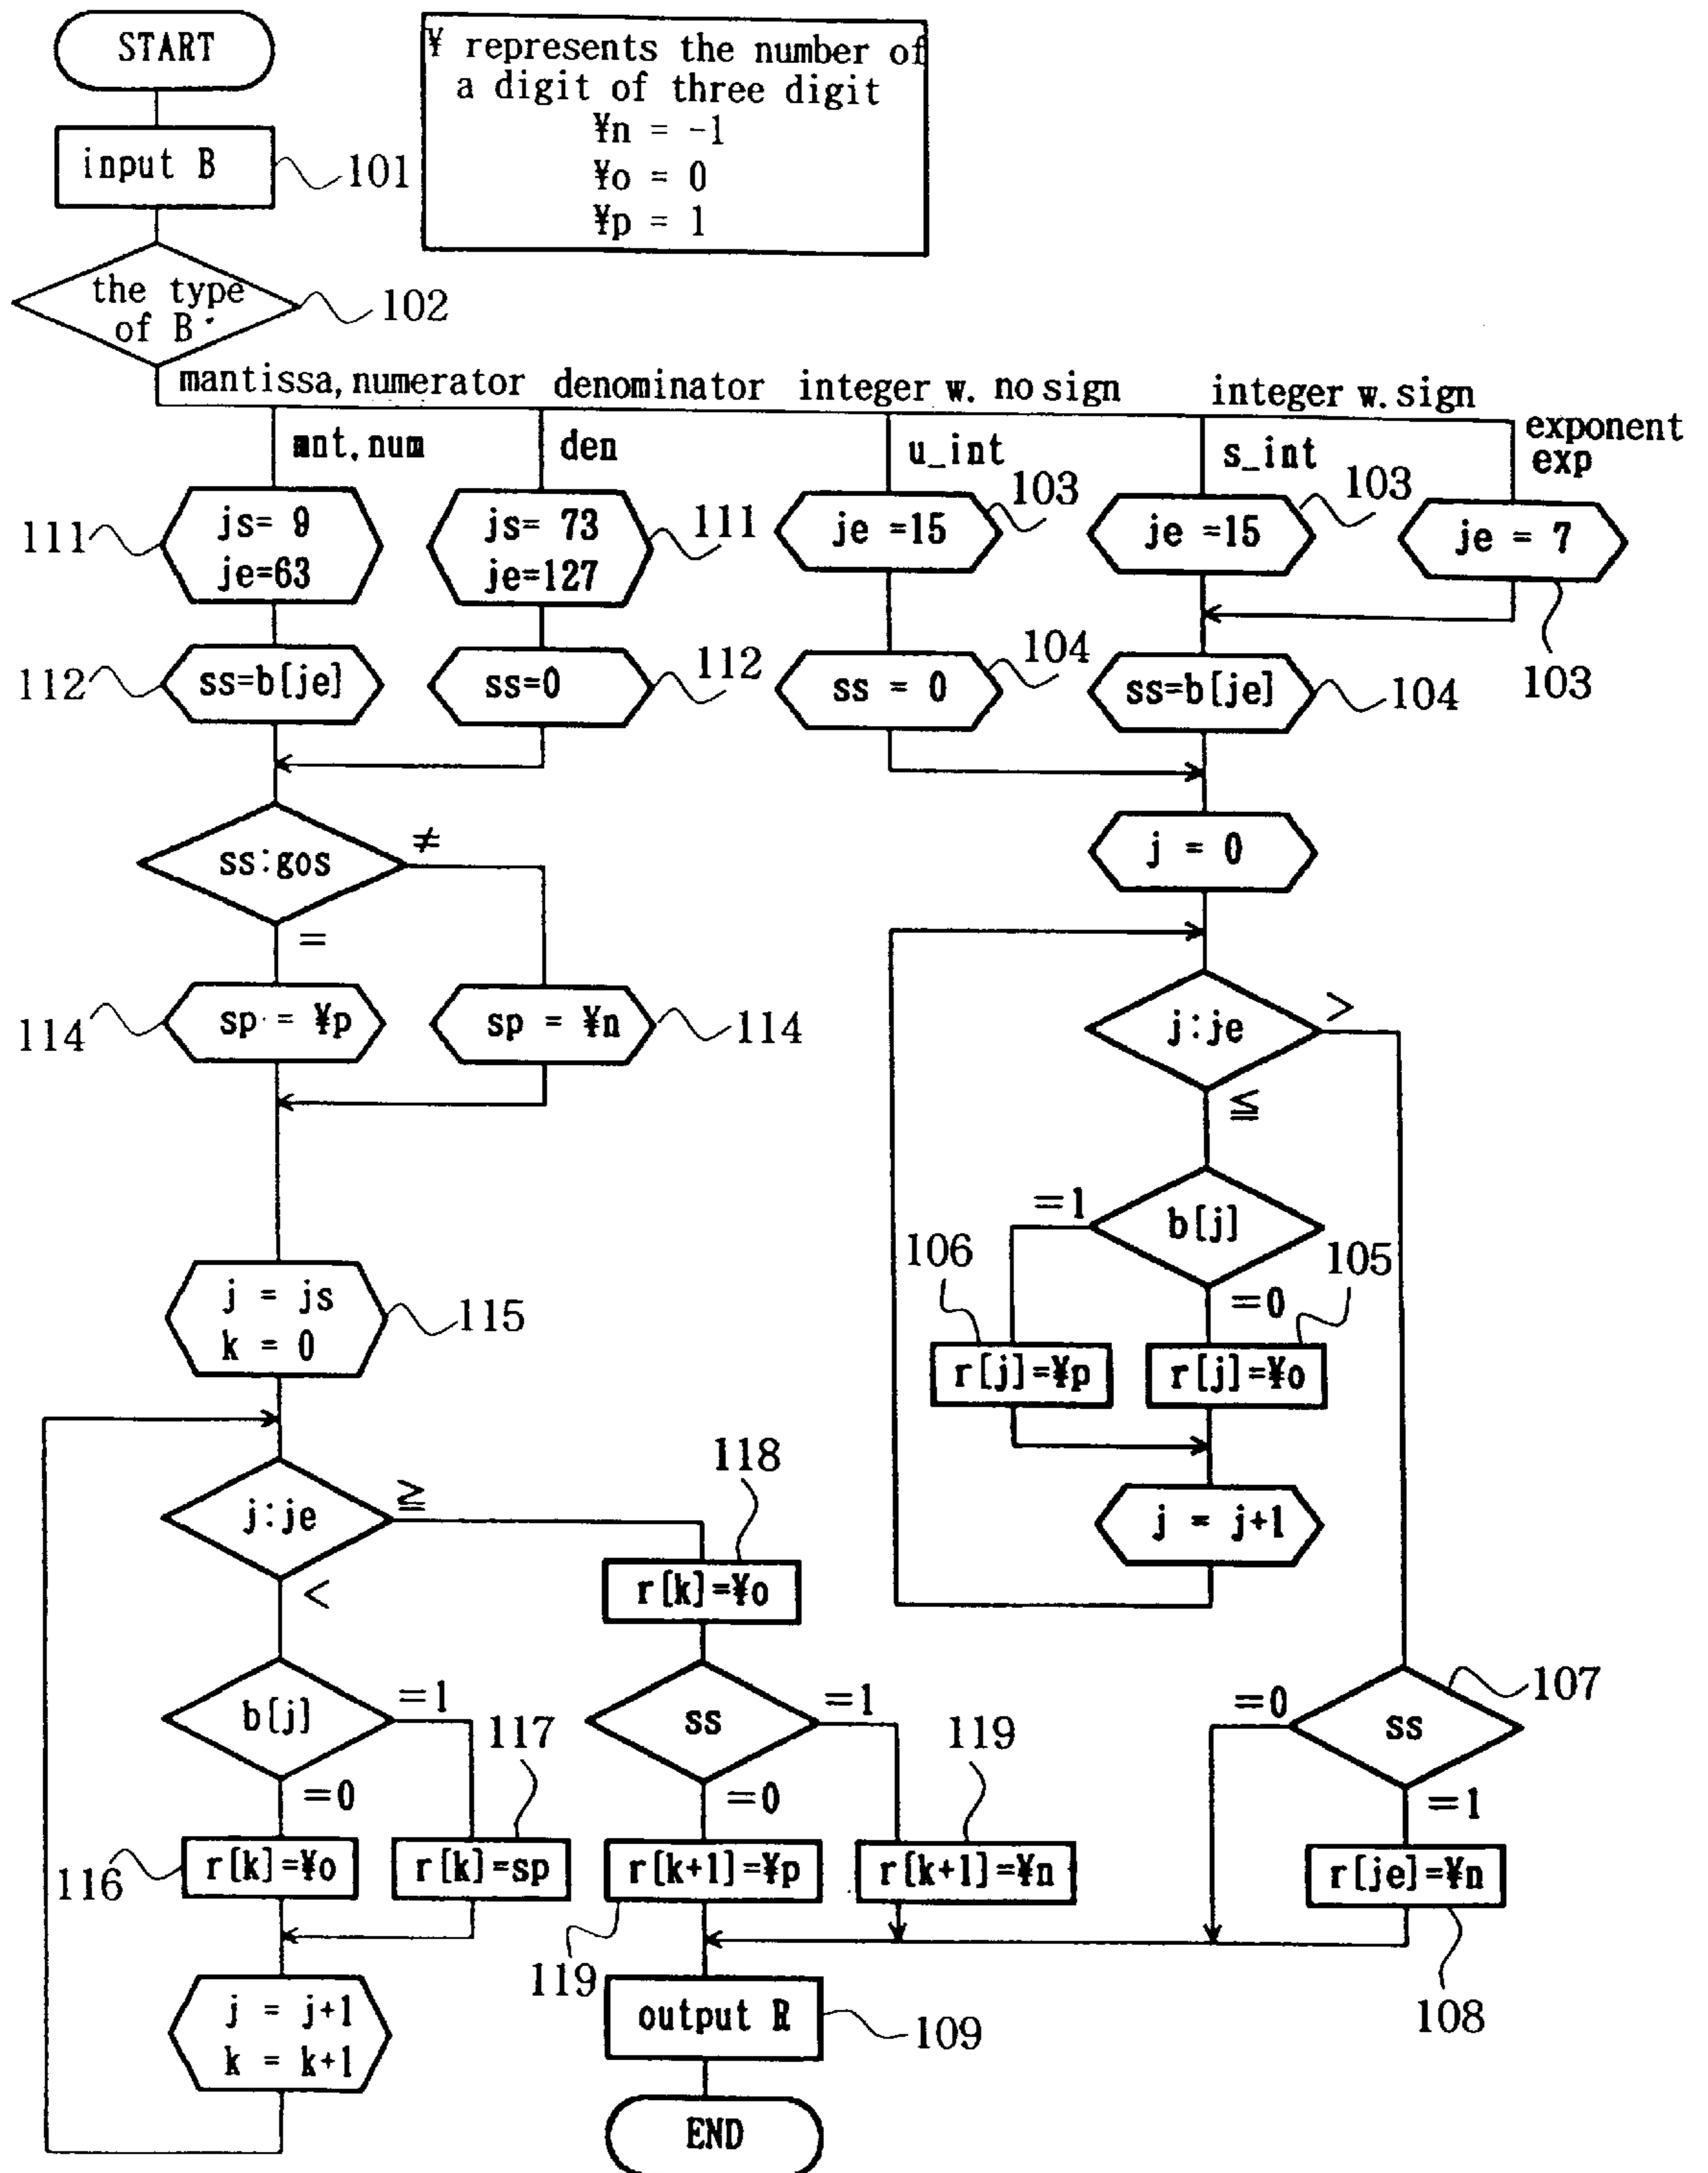 START
¥ represents the number of
a digit of three digit
¥n = -1
¥o = 0
¥p = 1
input B
101
the type
of B
102
mantissa, numerator
denominator
integer w. no sign
integer w. sign
exponent
exp
mnt, num
den
u_int
s_int
js= 9
je=63
111
js= 73
je=127
111
je =15
103
je =15
103
je = 7
103
ss=b[je]
112
ss=0
112
ss = 0
104
ss=b[je]
104
j = 0
ss:gos
≠
=
sp = ¥p
114
sp = ¥n
114
j:je
>
≦
b[j]
=1
=0
106
105
r[j]=¥p
r[j]=¥o
j = j+1
j = js
k = 0
115
j:je
≧
<
118
r[k]=¥o
b[j]
=1
=0
117
116
r[k]=¥o
r[k]=sp
ss
=1
=0
119
r[k+1]=¥p
r[k+1]=¥n
119
=0
ss
107
=1
r[je]=¥n
108
j = j+1
k = k+1
output R
109
END